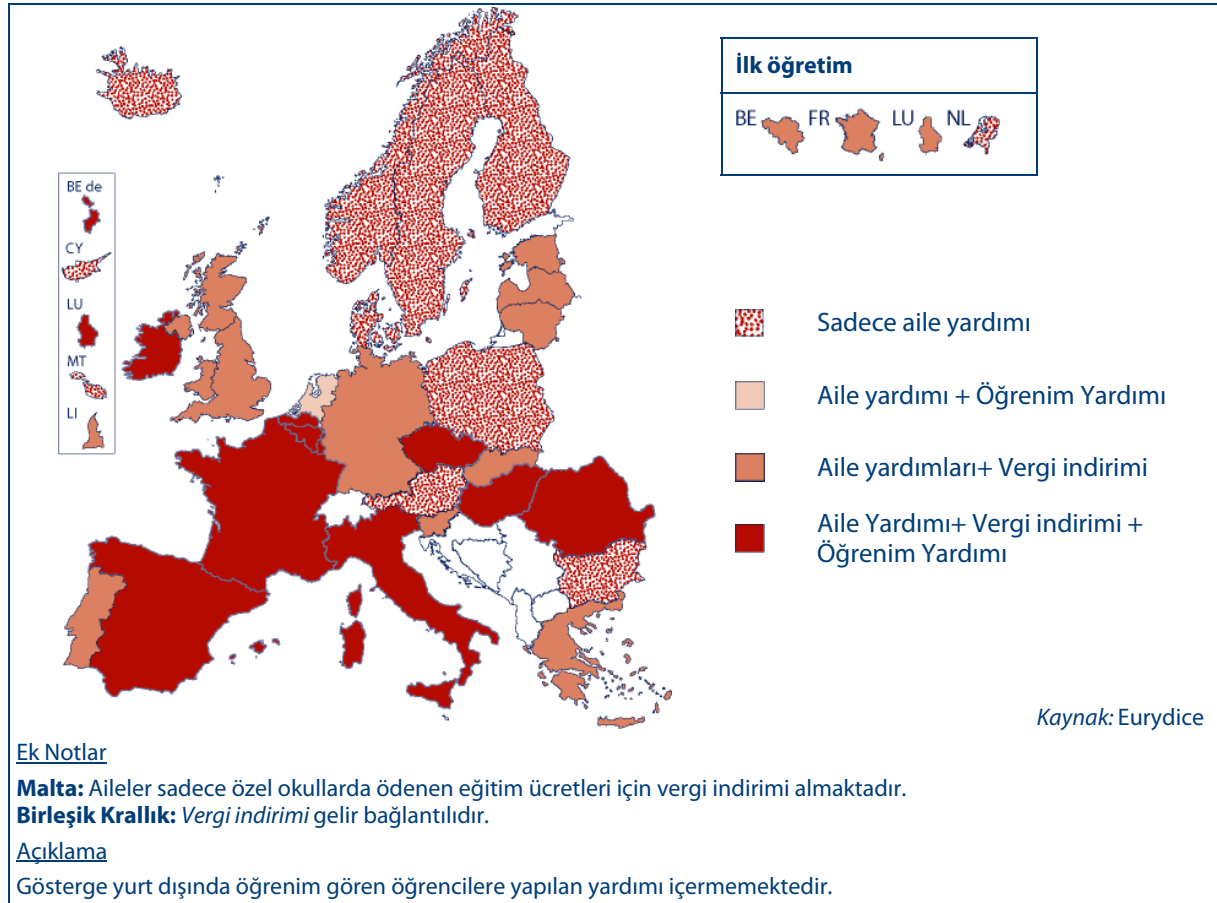 İlk öğretim
BE FR LU NL
BE de
CY
LU
MT
LI
Sadece aile yardımı
Aile yardımı + Öğrenim Yardımı
Aile yardımları+ Vergi indirimi
Aile Yardımı+ Vergi indirimi +
Öğrenim Yardımı
Kaynak: Eurydice
Ek Notlar
Malta: Aileler sadece özel okullarda ödenen eğitim ücretleri için vergi indirimi almaktadır.
Birleşik Krallık: Vergi indirimi gelir bağlantılıdır.
Açıklama
Gösterge yurt dışında öğrenim gören öğrencilere yapılan yardımı içermemektedir.